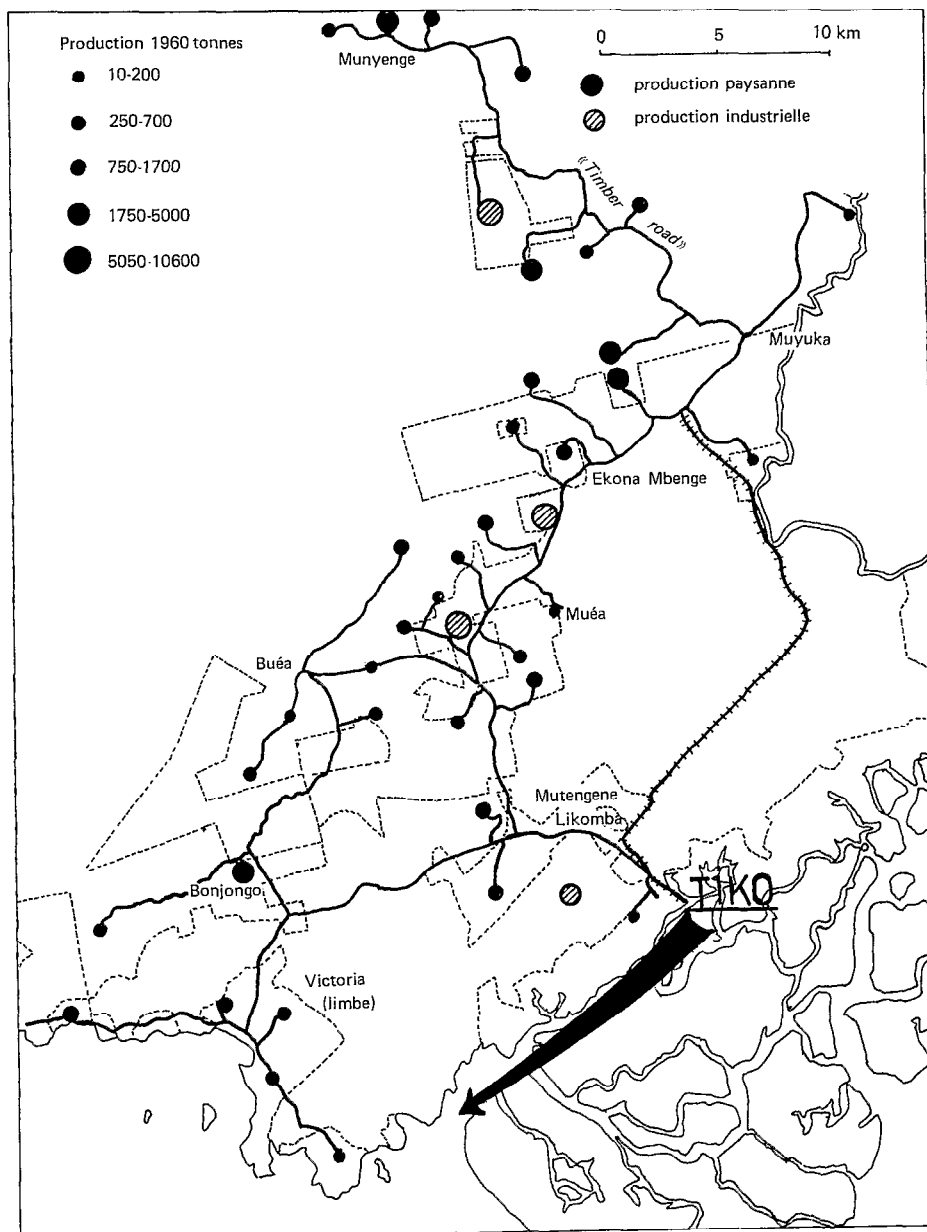 Production 1960 tonnes
10-200
250-700
750-1700
1750-5000
5050-10600
0 5 10 km
production paysanne
production industrielle
Munyenge
«Timber
road»
Muyuka
Ekona Mbenge
Muéa
Buéa
Mutengene
Likomba
TIKO
Bonjongo
Victoria
(limbe)